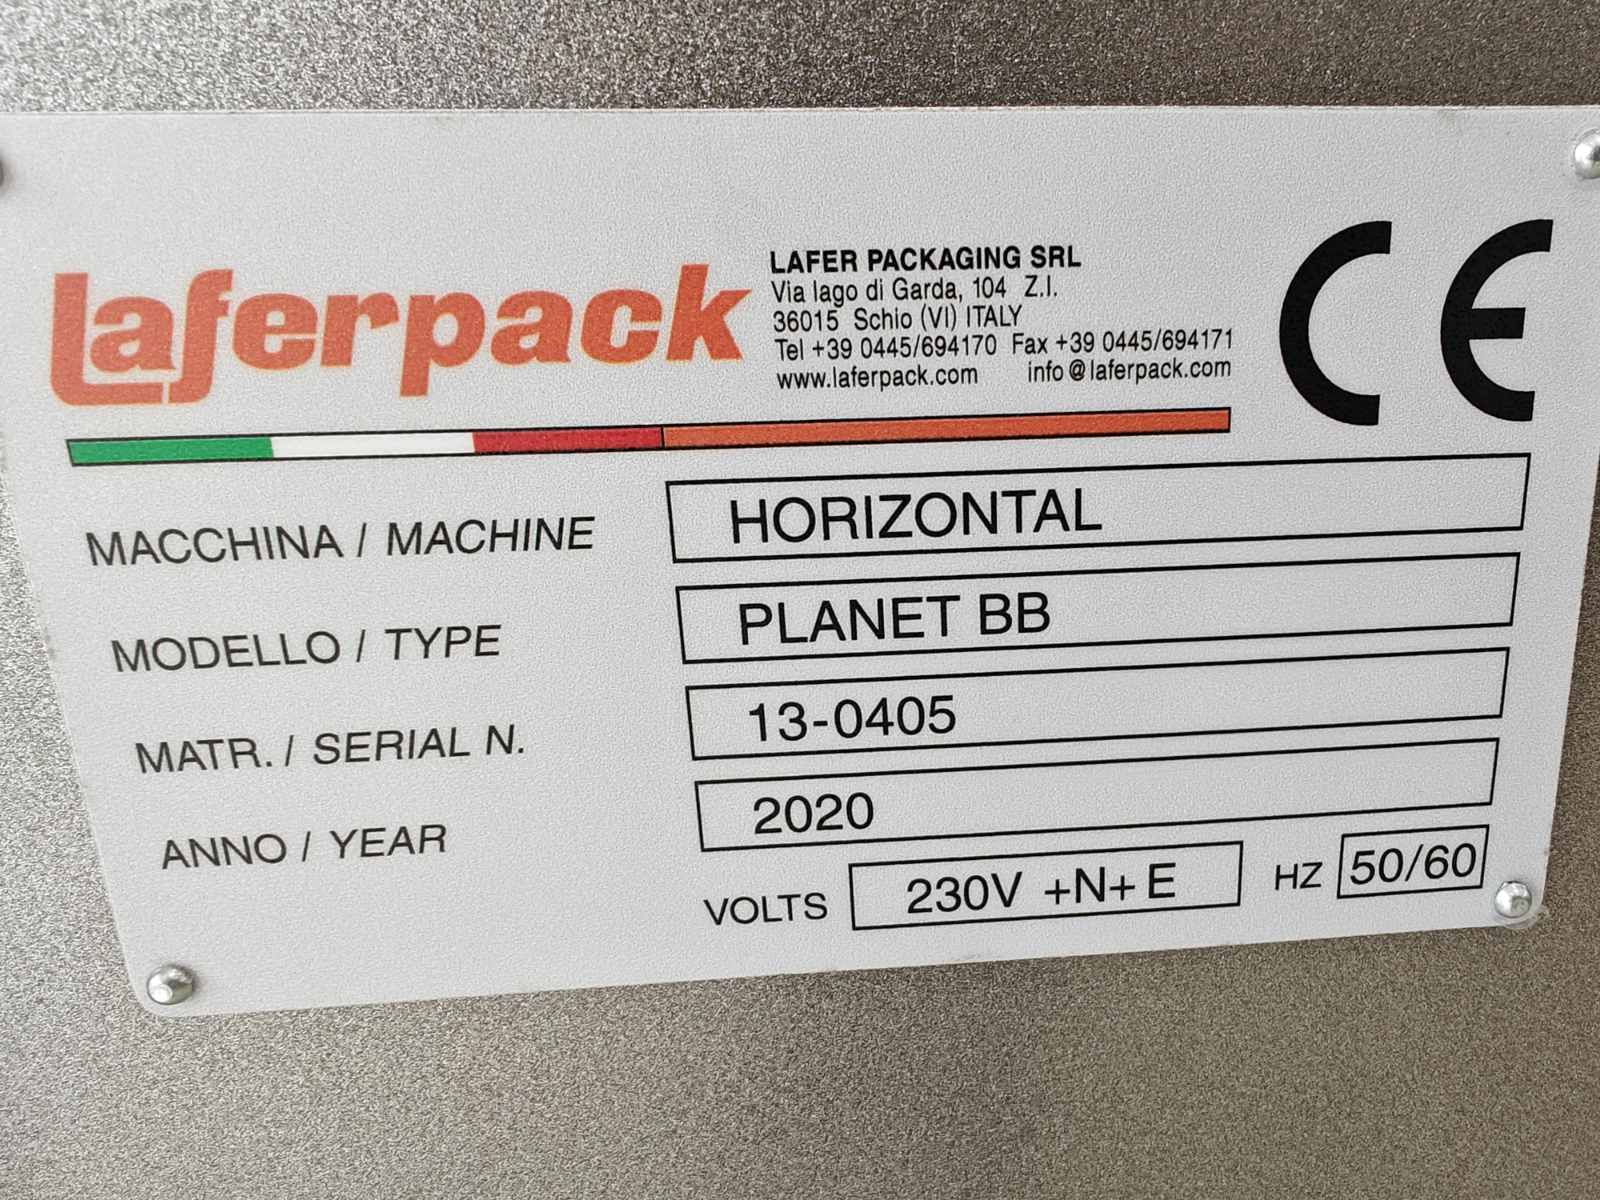 Laferpack
LAFER PACKAGING SRL
Via lago di Garda, 104 Z.I.
36015 Schio (VI) ITALY
Tel +39 0445/694170 Fax +39 0445/694171
www.laferpack.com info@laferpack.com
CE
MACCHINA / MACHINE HORIZONTAL
MODELLO / TYPE PLANET BB
MATR. / SERIAL N. 13-0405
ANNO / YEAR 2020
VOLTS 230V +N+E HZ 50/60